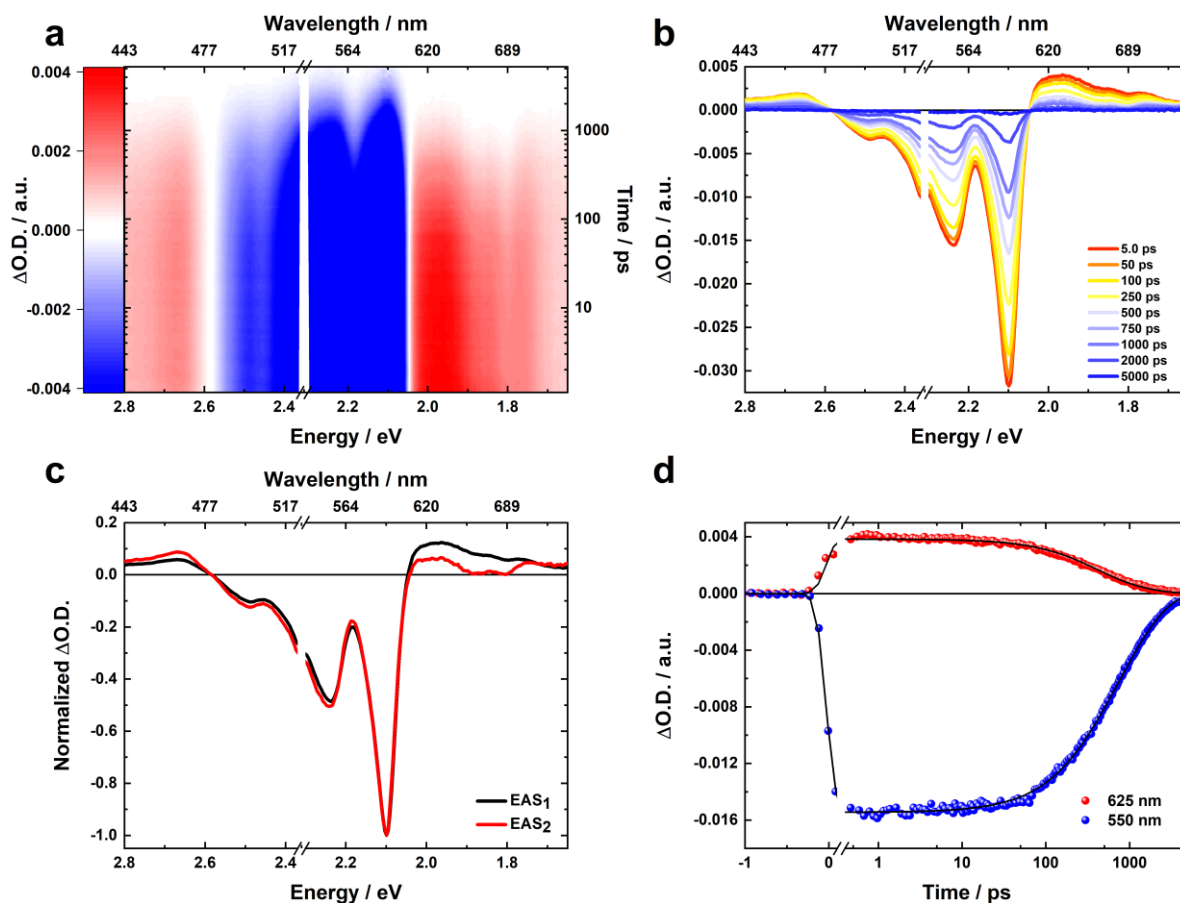 a
Wavelength / nm
443 477 517 564 620 689
0.004
0.002
0.000
-0.002
-0.004
ΔO.D. / a.u.
1000
100
10
Time / ps
2.8 2.6 2.4 2.2 2.0 1.8
Energy / eV
b
Wavelength / nm
443 477 517 564 620 689
0.005
0.000
-0.005
-0.010
-0.015
-0.020
-0.025
-0.030
ΔO.D. / a.u.
5.0 ps
50 ps
100 ps
250 ps
500 ps
750 ps
1000 ps
2000 ps
5000 ps
2.8 2.6 2.4 2.2 2.0 1.8
Energy / eV
c
Wavelength / nm
443 477 517 564 620 689
0.2
0.0
-0.2
-0.4
-0.6
-0.8
-1.0
Normalized ΔO.D.
EAS₁
EAS₂
2.8 2.6 2.4 2.2 2.0 1.8
Energy / eV
d
0.004
0.000
-0.004
-0.008
-0.012
-0.016
ΔO.D. / a.u.
625 nm
550 nm
-1 0 1 10 100 1000
Time / ps